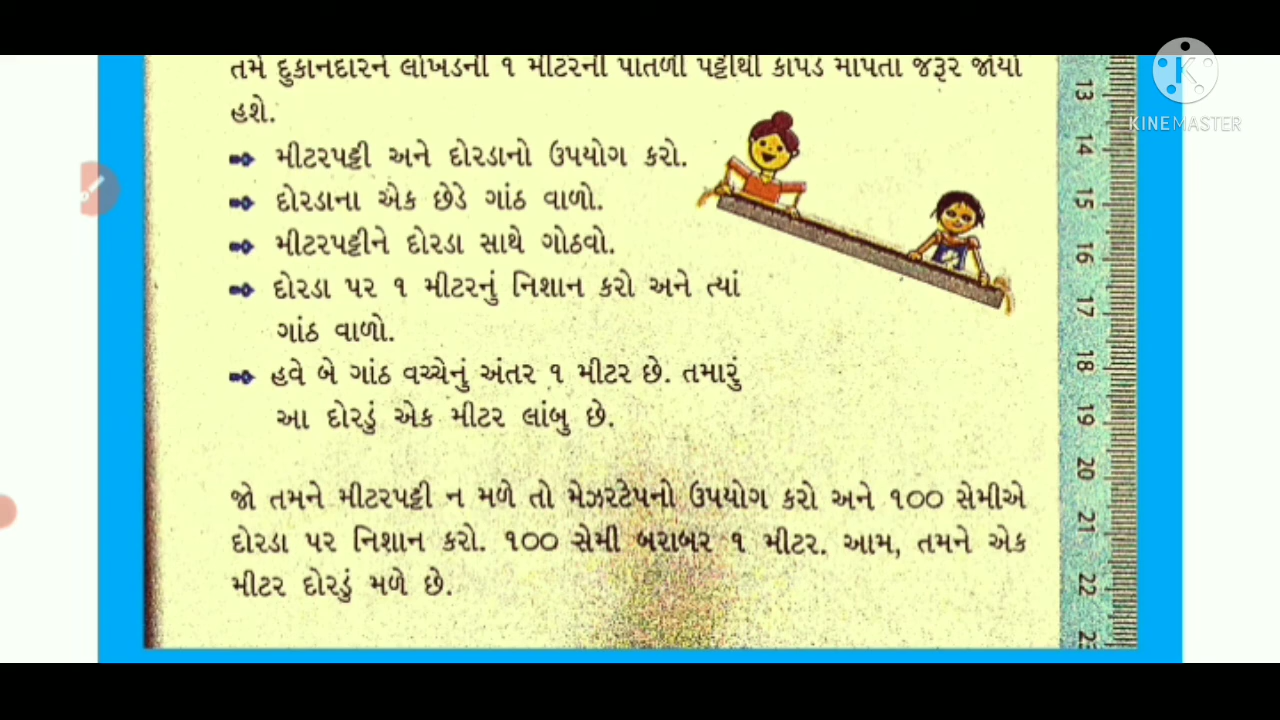 તમે દુકાનદારને લોખંડની ૧ મીટરની પાતળી પટ્ટીથી કાપડ માપતા જરૂર જોયા
હશે.
મીટરપટ્ટી અને દોરડાનો ઉપયોગ કરો.
દોરડાના એક છેડે ગાંઠ વાળો.
મીટરપટ્ટીને દોરડા સાથે ગોઠવો.
દોરડા પર ૧ મીટરનું નિશાન કરો અને ત્યાં
ગાંઠ વાળો.
હવે બે ગાંઠ વચ્ચેનું અંતર ૧ મીટર છે. તમારું
આ દોરડું એક મીટર લાંબુ છે.
જો તમને મીટરપટ્ટી ન મળે તો મેઝરટેપનો ઉપયોગ કરો અને ૧૦૦ સેમીએ
દોરડા પર નિશાન કરો. ૧૦૦ સેમી બરાબર ૧ મીટર. આમ, તમને એક
મીટર દોરડું મળે છે.
13
14
15
16
17
18
19
20
21
22
KINEMASTER